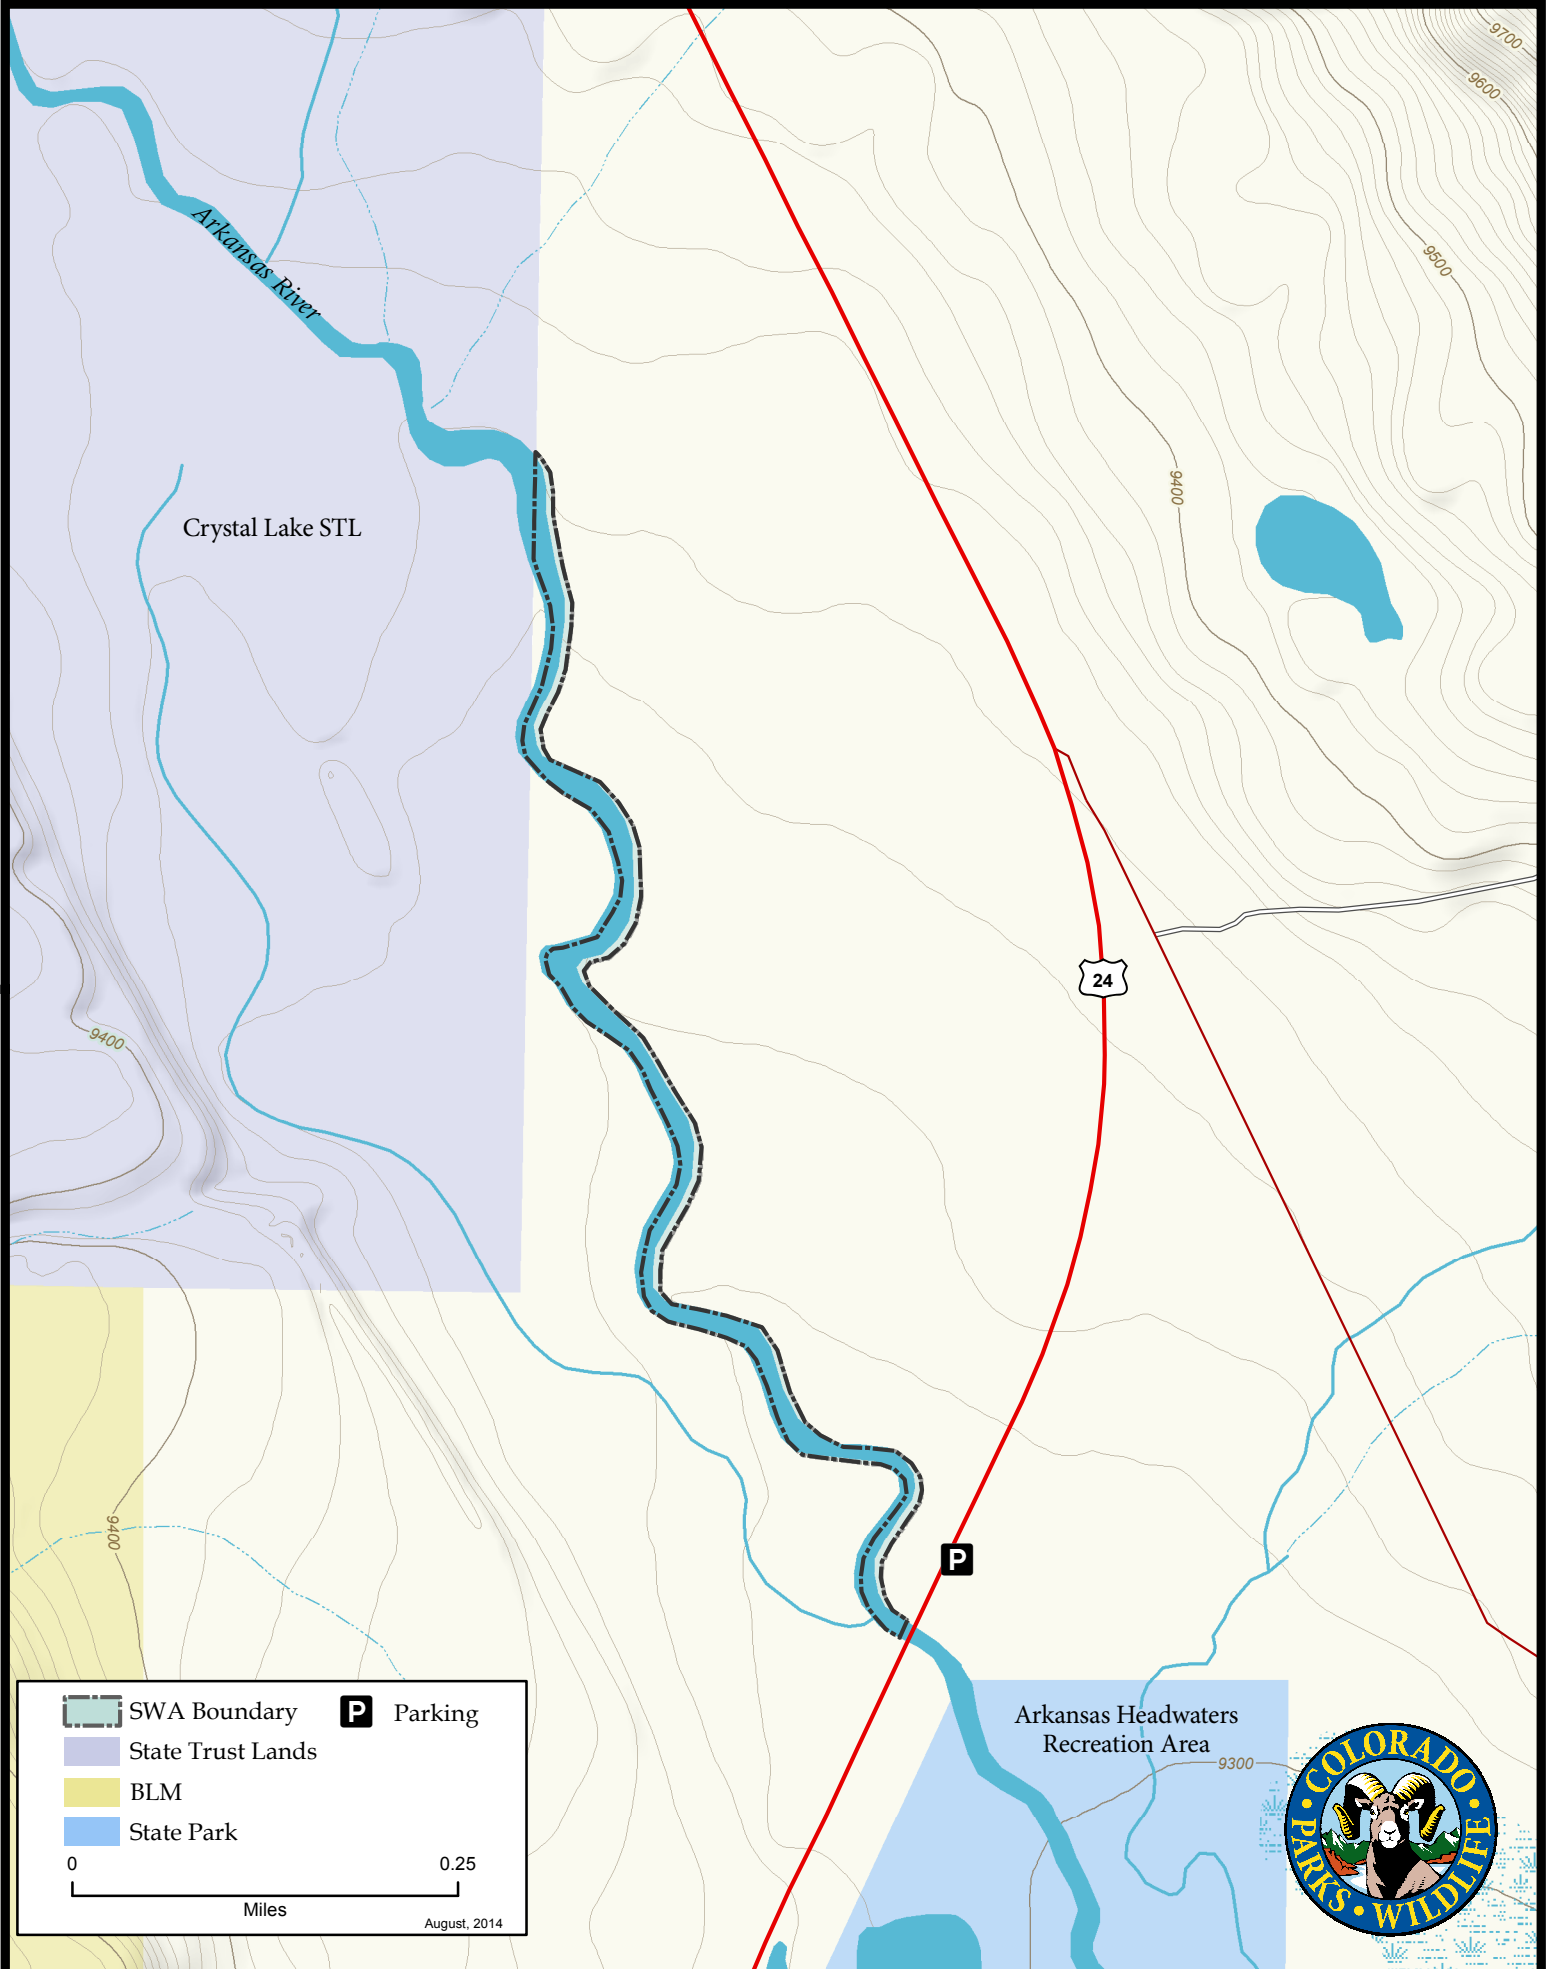 9700
9600
Arkansas River
9500
9400
Crystal Lake STL
24
9400
9400
P
SWA Boundary
P Parking
State Trust Lands
BLM
State Park
0 0.25
Miles
August, 2014
Arkansas Headwaters
Recreation Area
9300
COLORADO
PARKS • WILDLIFE